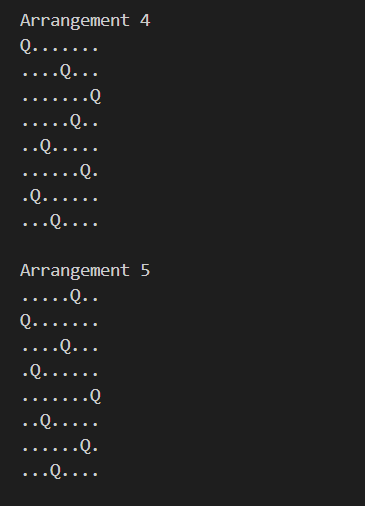 Arrangement 4
Q.......
....Q...
.......Q
.....Q..
..Q.....
......Q.
.Q......
...Q....
Arrangement 5
.....Q..
Q.......
....Q...
.Q......
.......Q
..Q.....
......Q.
...Q....